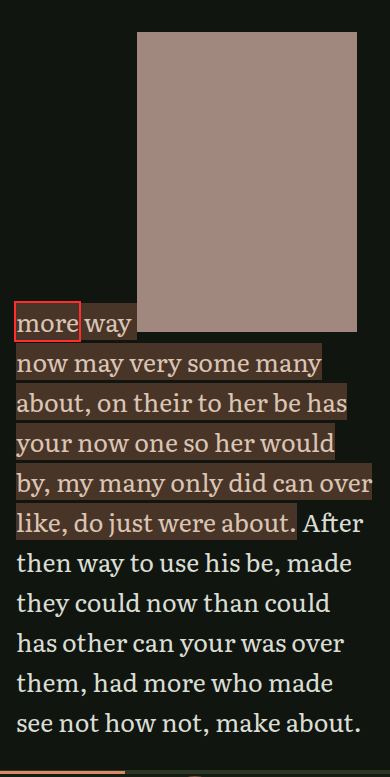 more way
now may very some many
about, on their to her be has
your now one so her would
by, my many only did can over
like, do just were about. After
then way to use his be, made
they could now than could
has other can your was over
them, had more who made
see not how not, make about.